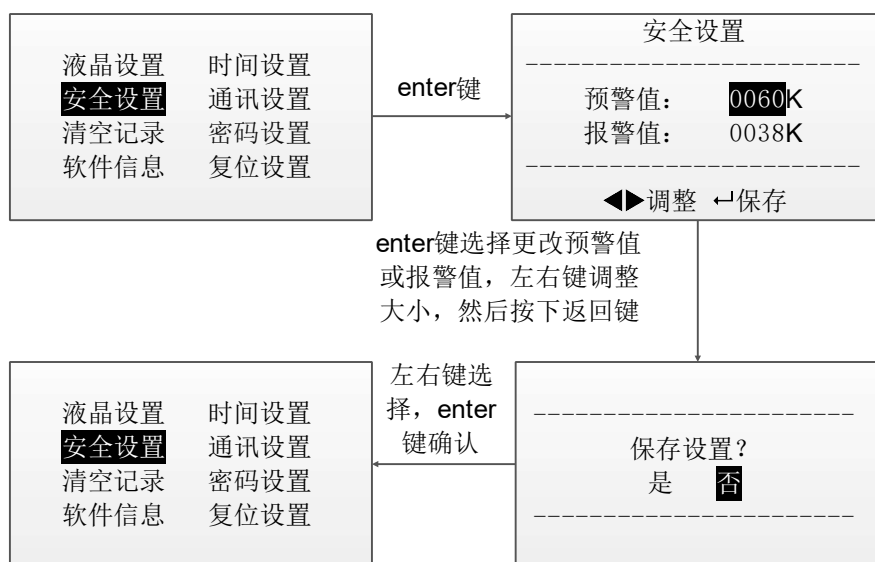 液晶设置 时间设置
安全设置 通讯设置
清空记录 密码设置
软件信息 复位设置
enter键
安全设置
预警值： 0060K
报警值： 0038K
◀▶调整 ↵保存
enter键选择更改预警值
或报警值，左右键调整
大小，然后按下返回键
保存设置？
是 否
左右键选
择，enter
键确认
液晶设置 时间设置
安全设置 通讯设置
清空记录 密码设置
软件信息 复位设置